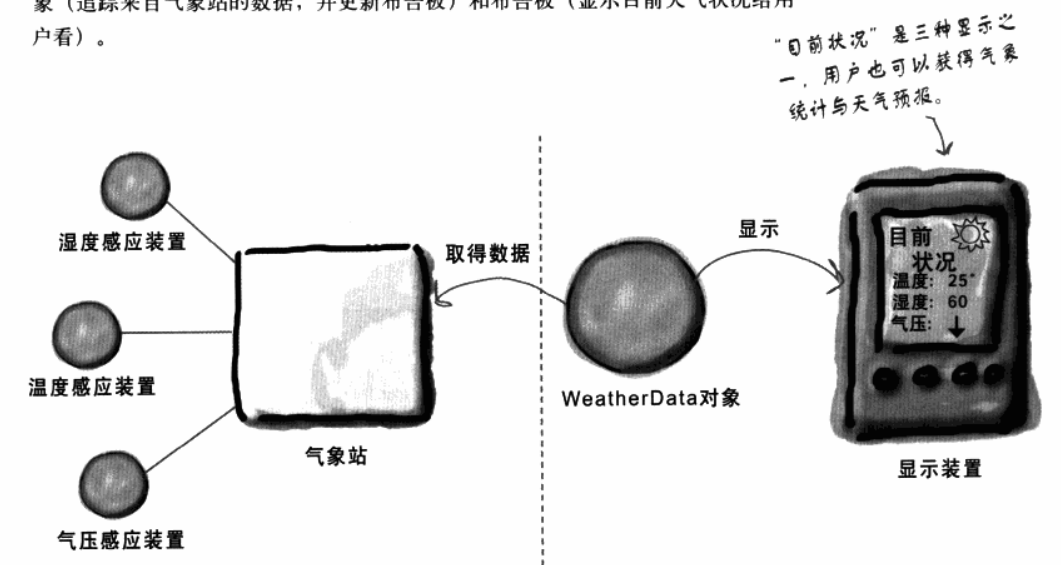 象（追踪来自气象站的数据，并更新布告板）和布告板（显示目前天气状况给用
户看）。
“目前状况”是三种显示之
一，用户也可以获得气象
统计与天气预报。
湿度感应装置
温度感应装置
气压感应装置
气象站
取得数据
WeatherData对象
显示
目前
状况
温度：25°
湿度：60
气压：
显示装置